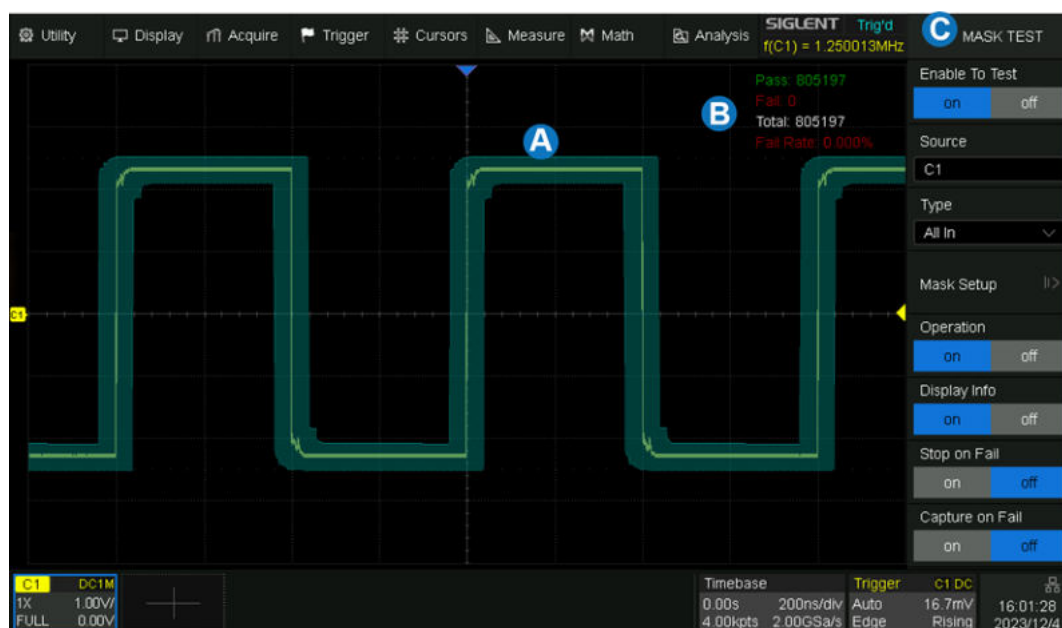 Utility Display Acquire Trigger Cursors Measure Math Analysis
SIGLENT Trig'd
f(C1) = 1.250013MHz
C MASK TEST
Pass: 805197
Fail: 0
B
Total: 805197
Fail Rate: 0.000%
A
Enable To Test
on off
Source
C1
Type
All In
Mask Setup
Operation
on off
Display Info
on off
Stop on Fail
on off
Capture on Fail
on off
C1
C1 DC1M
1X 1.00V/
FULL 0.00V
Timebase
0.00s 200ns/div
4.00kpts 2.00GSa/s
Trigger C1 DC
Auto 16.7mV
Edge Rising
16:01:28
2023/12/4